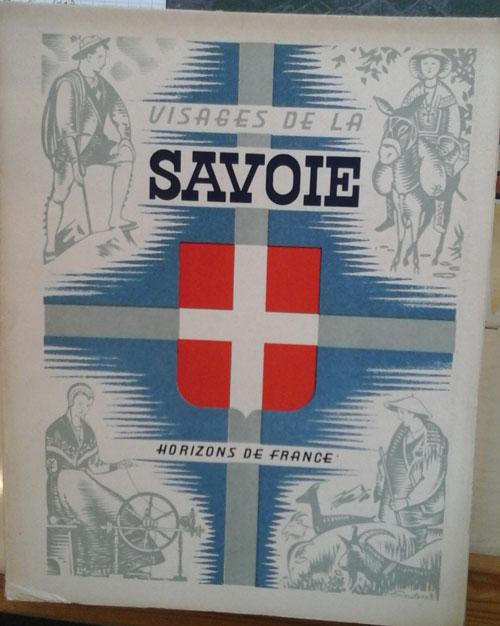 VISAGES DE LA
SAVOIE
HORIZONS DE FRANCE